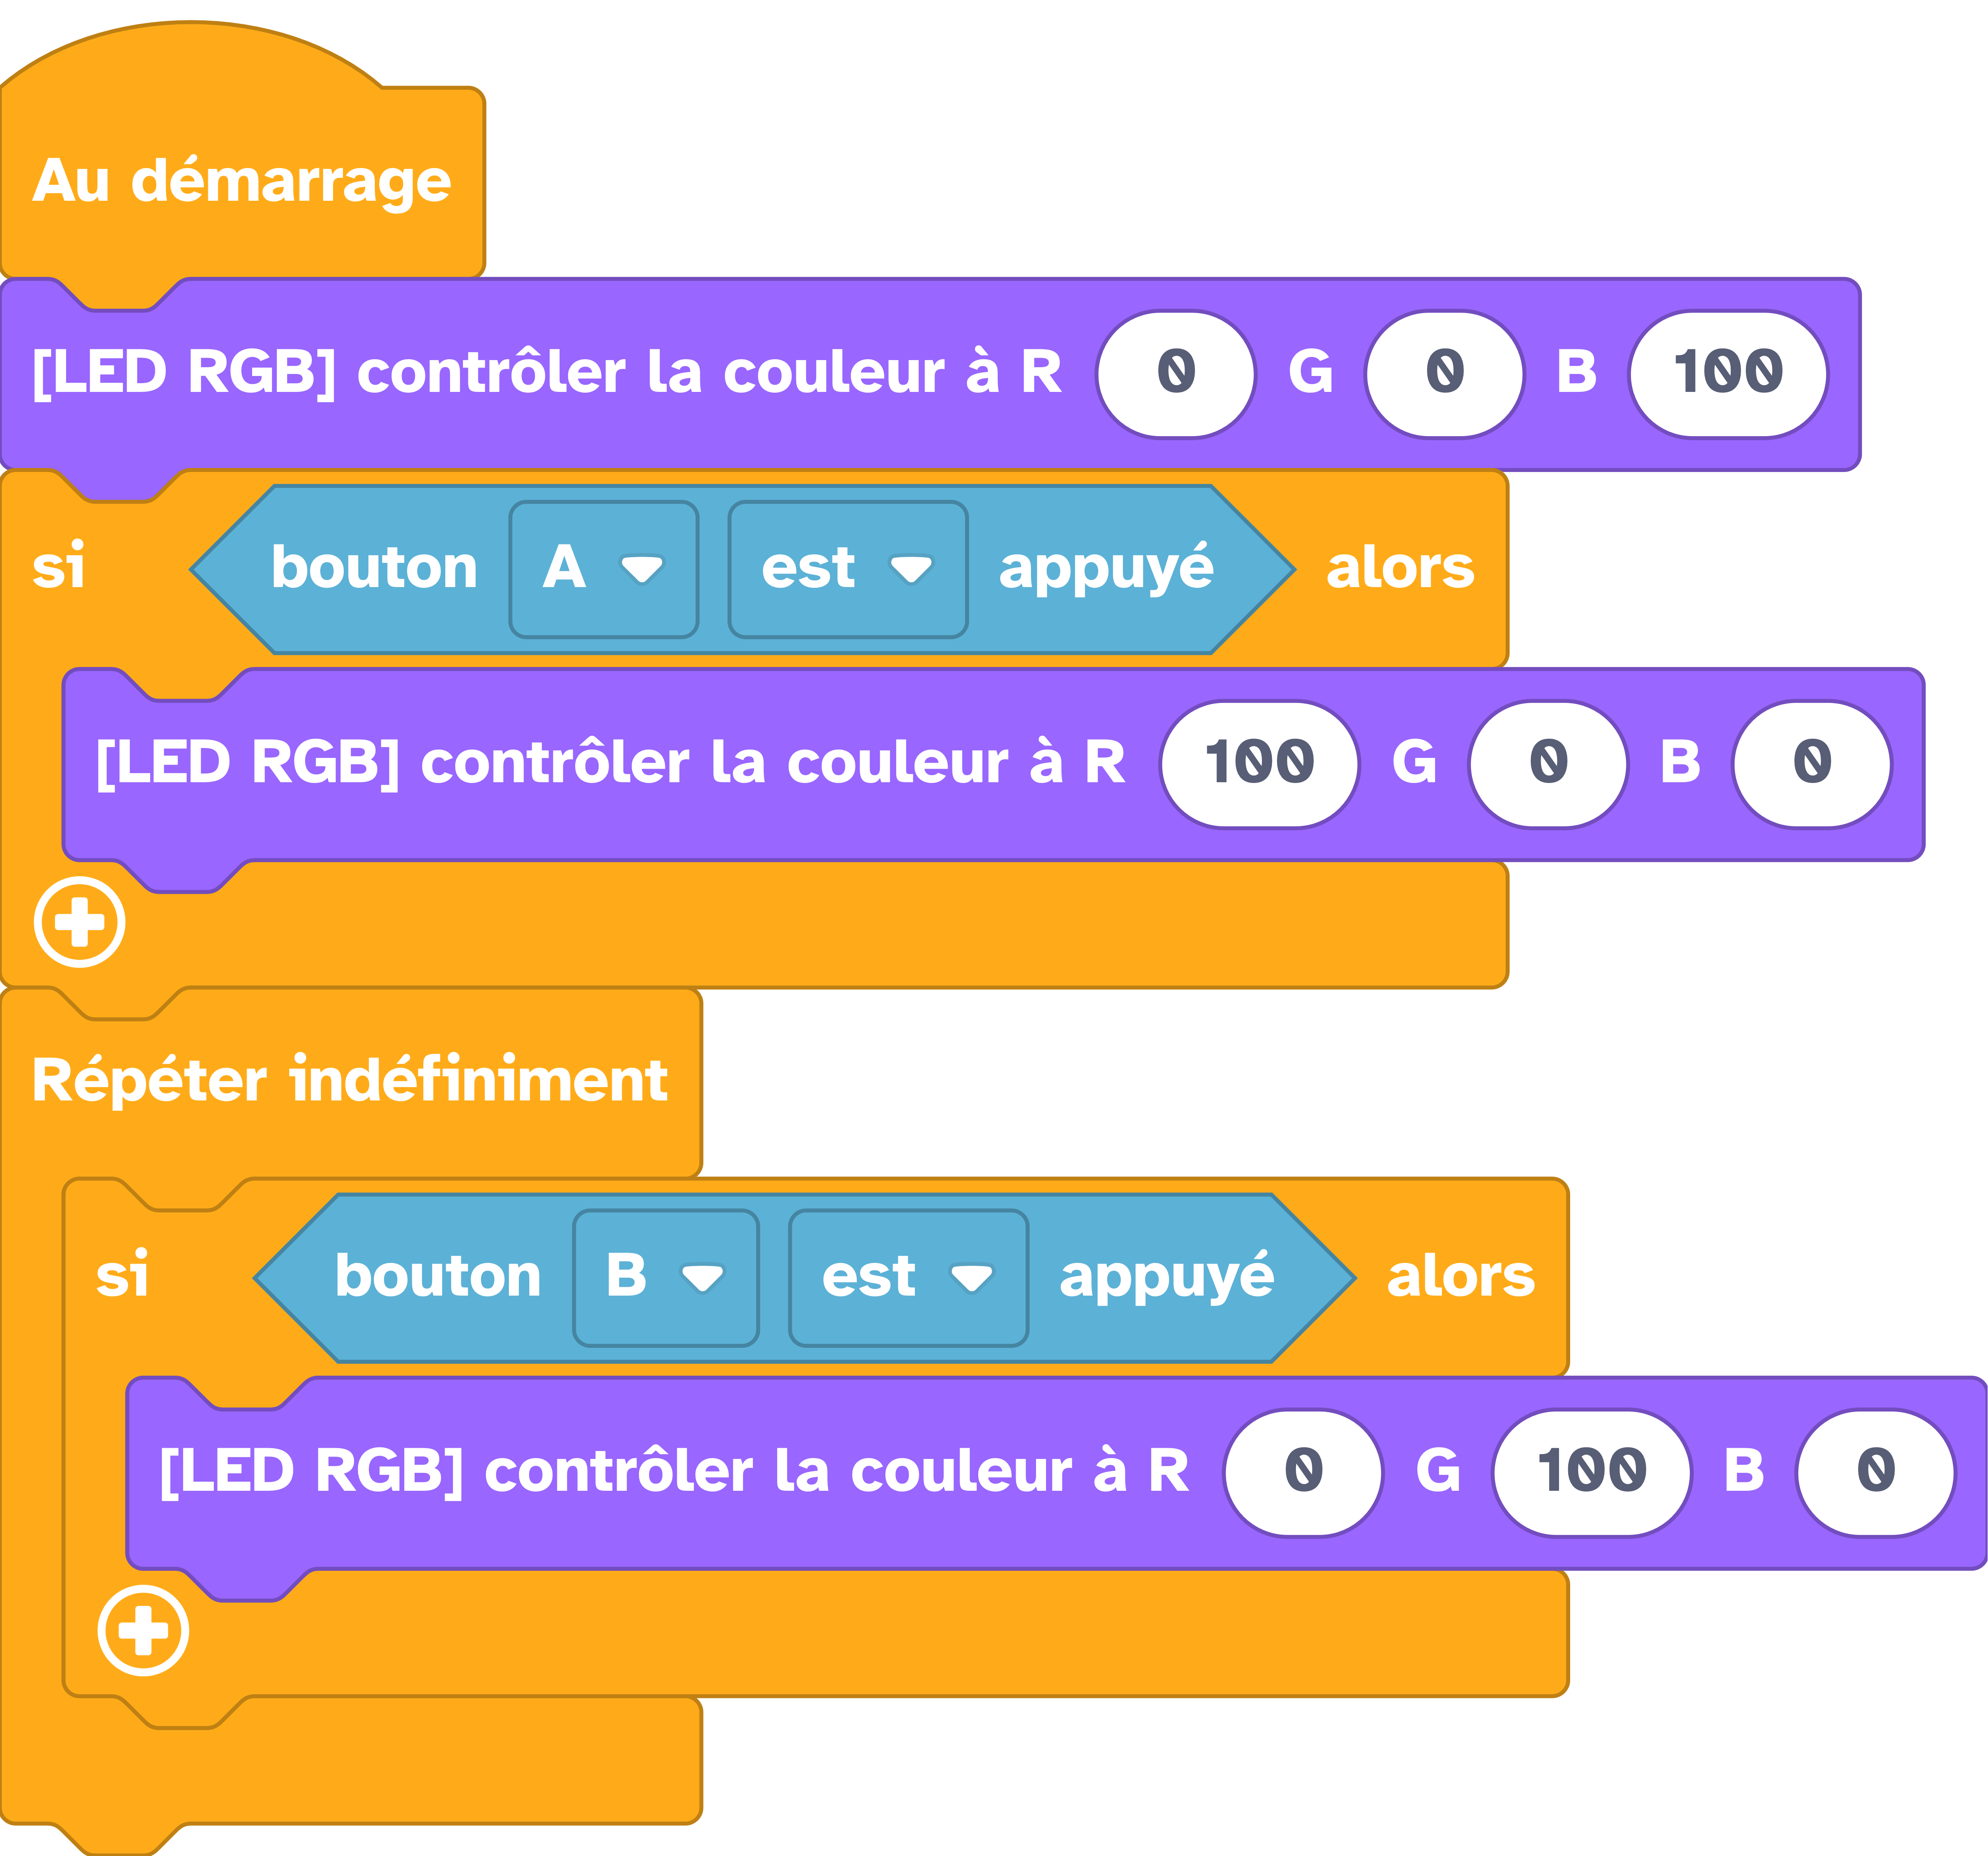 Au démarrage
[LED RGB] contrôler la couleur à R 0 G 0 B 100
si bouton A est appuyé alors
[LED RGB] contrôler la couleur à R 100 G 0 B 0
Répéter indéfiniment
si bouton B est appuyé alors
[LED RGB] contrôler la couleur à R 0 G 100 B 0